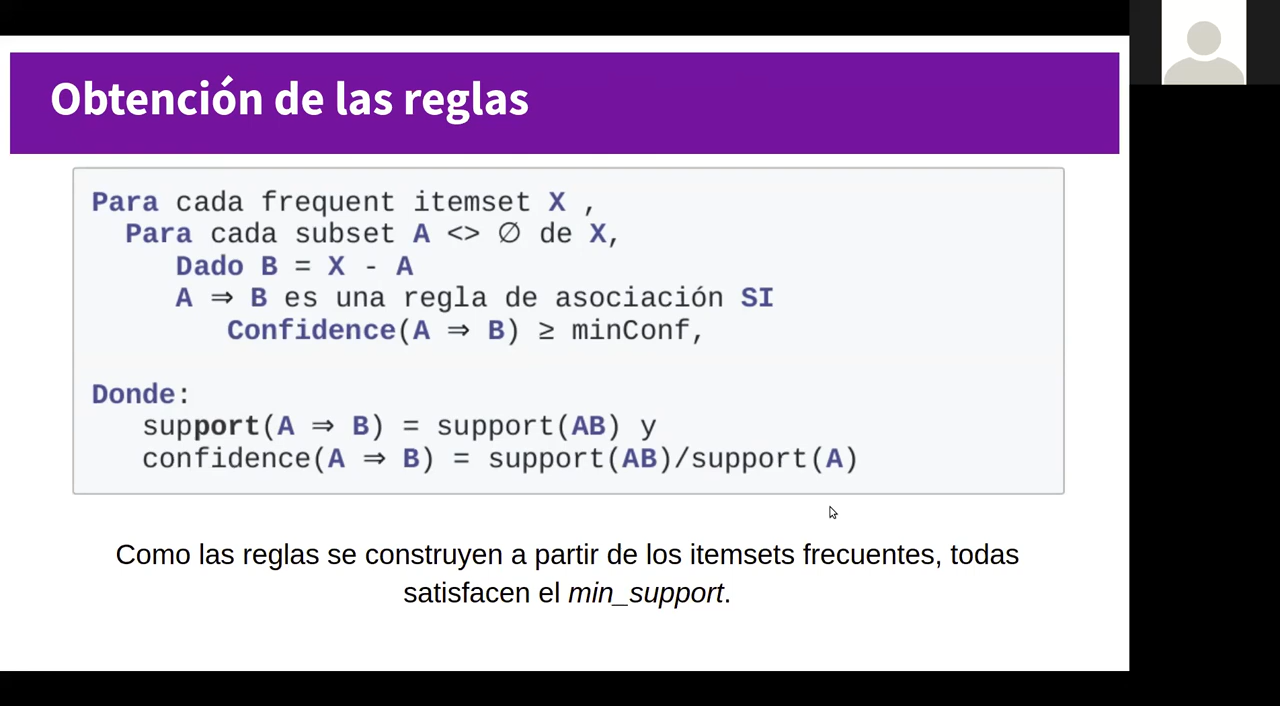 Obtención de las reglas
Para cada frequent itemset X ,
Para cada subset A <> ∅ de X,
Dado B = X - A
A ⇒ B es una regla de asociación SI
Confidence(A ⇒ B) ≥ minConf,
Donde:
support(A ⇒ B) = support(AB) y
confidence(A ⇒ B) = support(AB)/support(A)
Como las reglas se construyen a partir de los itemsets frecuentes, todas
satisfacen el min_support.